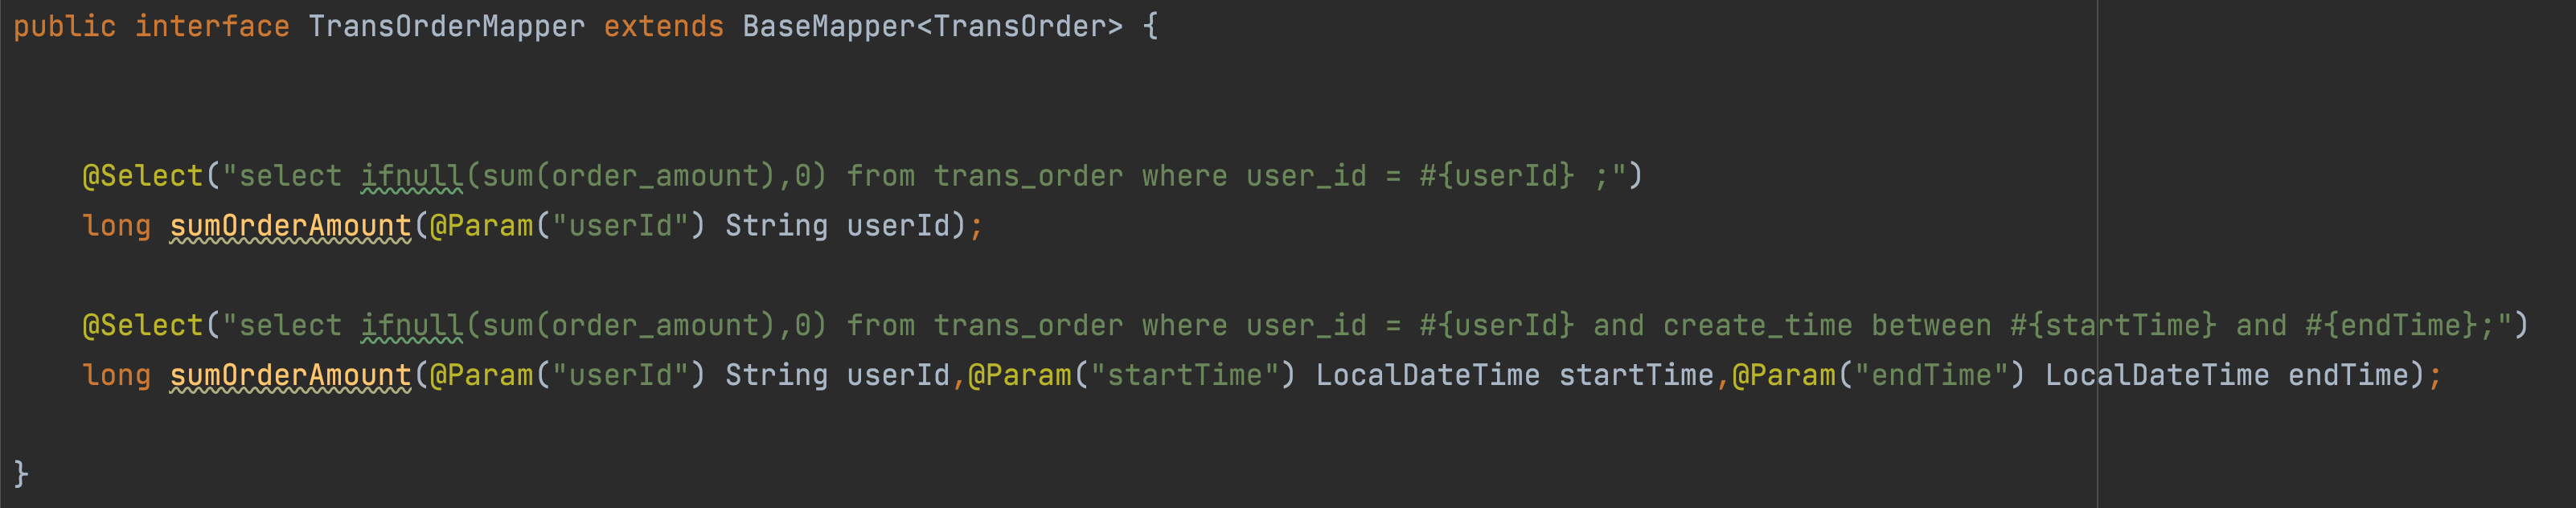 public interface TransOrderMapper extends BaseMapper<TransOrder> {
@Select("select ifnull(sum(order_amount),0) from trans_order where user_id = #{userId} ;")
long sumOrderAmount(@Param("userId") String userId);
@Select("select ifnull(sum(order_amount),0) from trans_order where user_id = #{userId} and create_time between #{startTime} and #{endTime};")
long sumOrderAmount(@Param("userId") String userId,@Param("startTime") LocalDateTime startTime,@Param("endTime") LocalDateTime endTime);
}